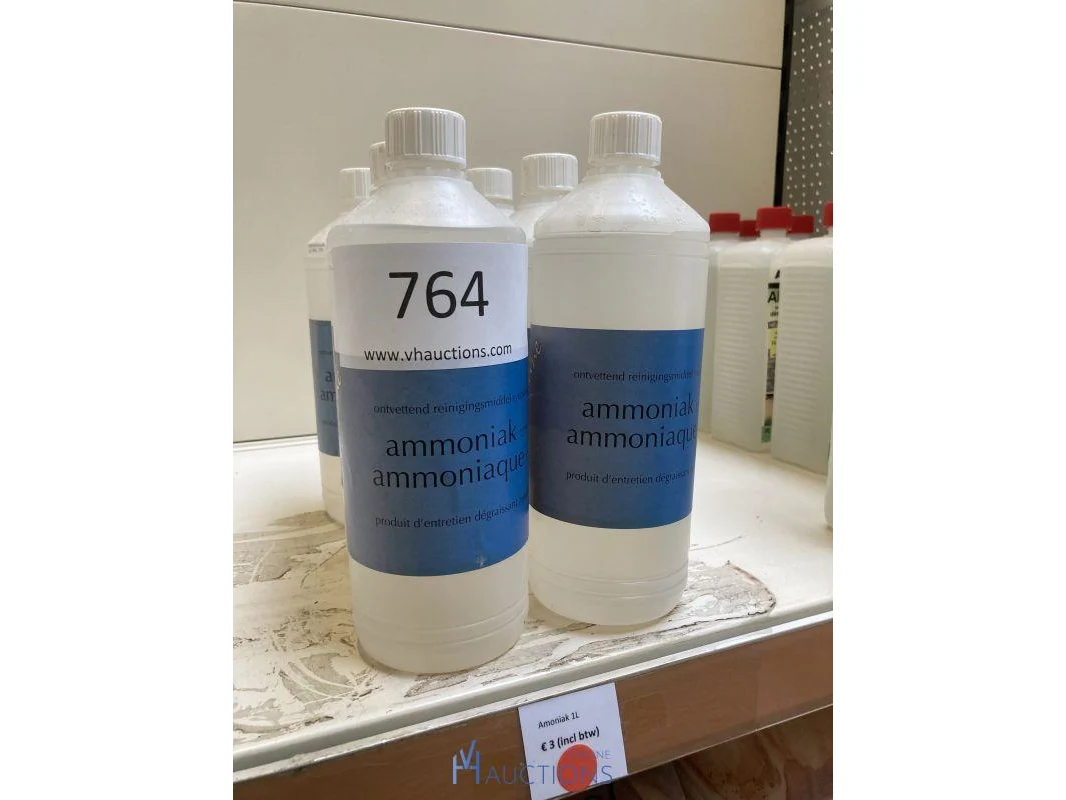 764
www.vhauctions.com
ontvettend reinigingsmiddel
ammoniak
ammoniaque
produit d'entretien dégraissant
ontvettend reinigingsmiddel
ammoniak
ammoniaque
produit d'entretien dégraissant
Amoniak 1L
€ 3 (incl btw)
VH AUCTIONS